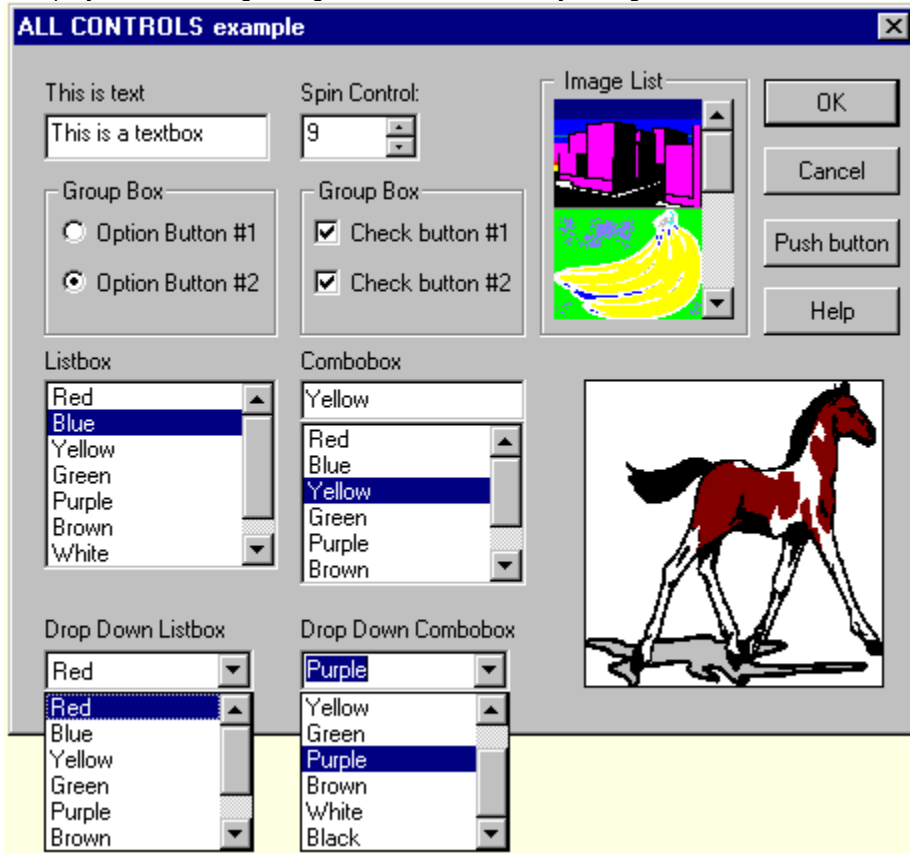 ALL CONTROLS example
This is text
This is a textbox
Spin Control:
9
Image List
OK
Cancel
Push button
Help
Group Box
Option Button #1
Option Button #2
Group Box
Check button #1
Check button #2
Listbox
Red
Blue
Yellow
Green
Purple
Brown
White
Combobox
Yellow
Red
Blue
Yellow
Green
Purple
Brown
Drop Down Listbox
Red
Red
Blue
Yellow
Green
Purple
Brown
Drop Down Combobox
Purple
Yellow
Green
Purple
Brown
White
Black